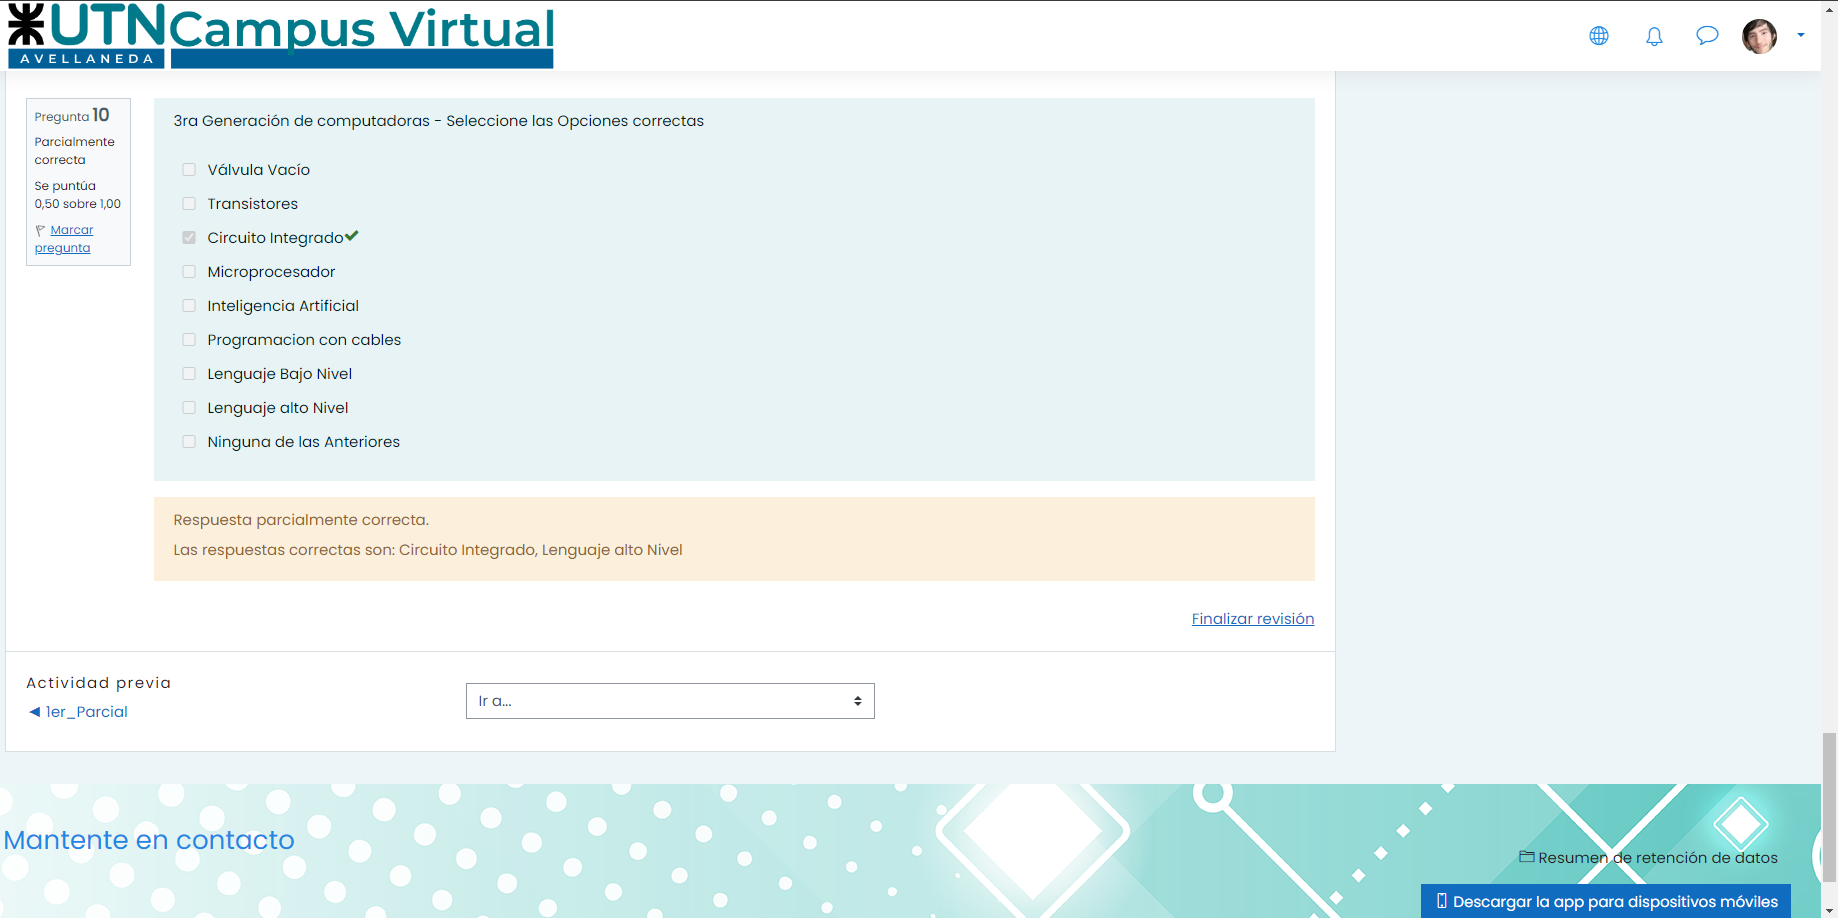 UTN Campus Virtual
AVELLANEDA
Pregunta 10
Parcialmente
correcta
Se puntúa
0,50 sobre 1,00
Marcar
pregunta
3ra Generación de computadoras - Seleccione las Opciones correctas
Válvula Vacío
Transistores
Circuito Integrado
Microprocesador
Inteligencia Artificial
Programacion con cables
Lenguaje Bajo Nivel
Lenguaje alto Nivel
Ninguna de las Anteriores
Respuesta parcialmente correcta.
Las respuestas correctas son: Circuito Integrado, Lenguaje alto Nivel
Finalizar revisión
Actividad previa
◄ 1er_Parcial
Ir a...
Mantente en contacto
Resumen de retención de datos
Descargar la app para dispositivos móviles